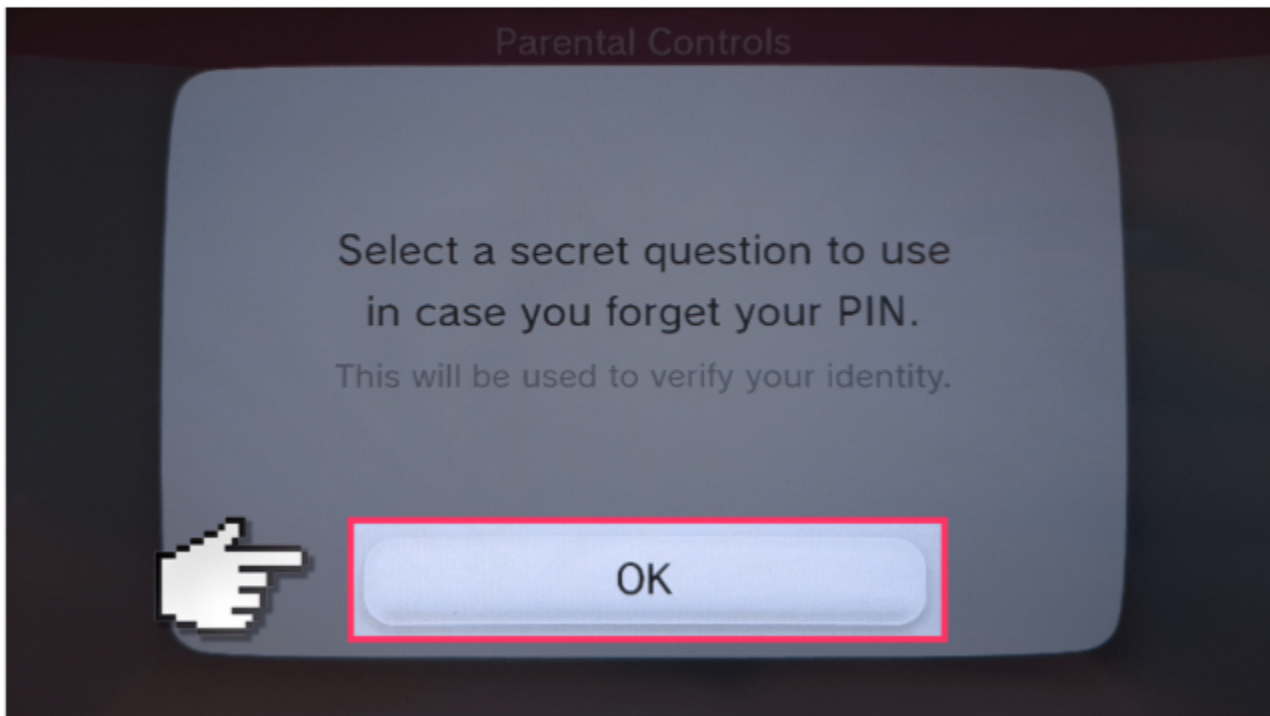 Parental Controls
Select a secret question to use
in case you forget your PIN.
This will be used to verify your identity.
OK